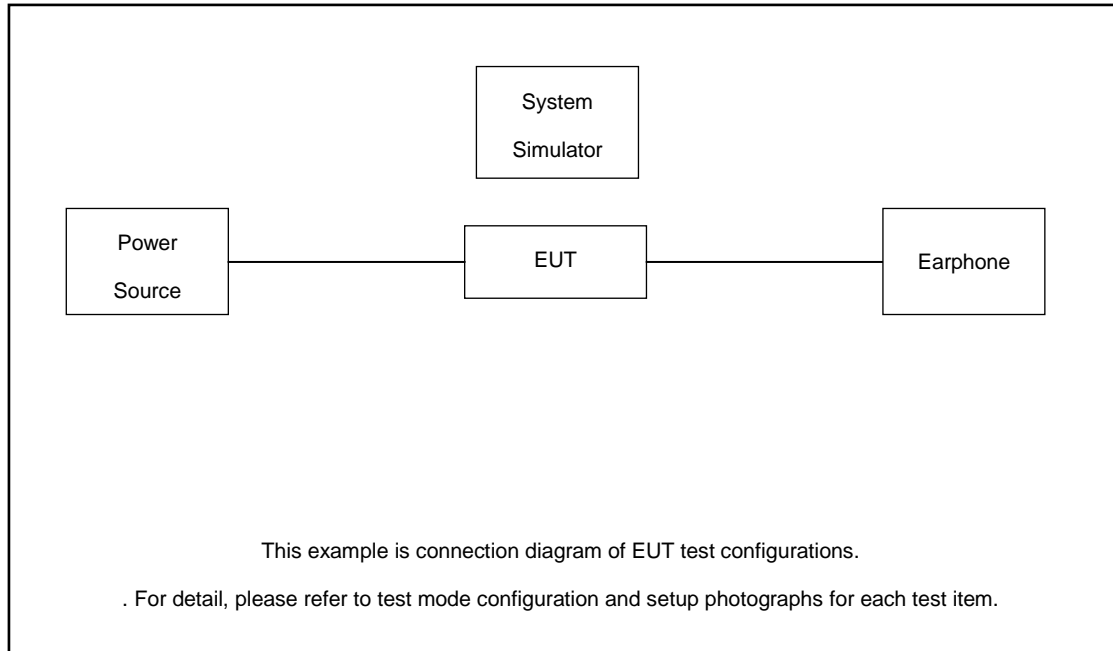 System
Simulator
Power
Source
EUT
Earphone
This example is connection diagram of EUT test configurations.
. For detail, please refer to test mode configuration and setup photographs for each test item.